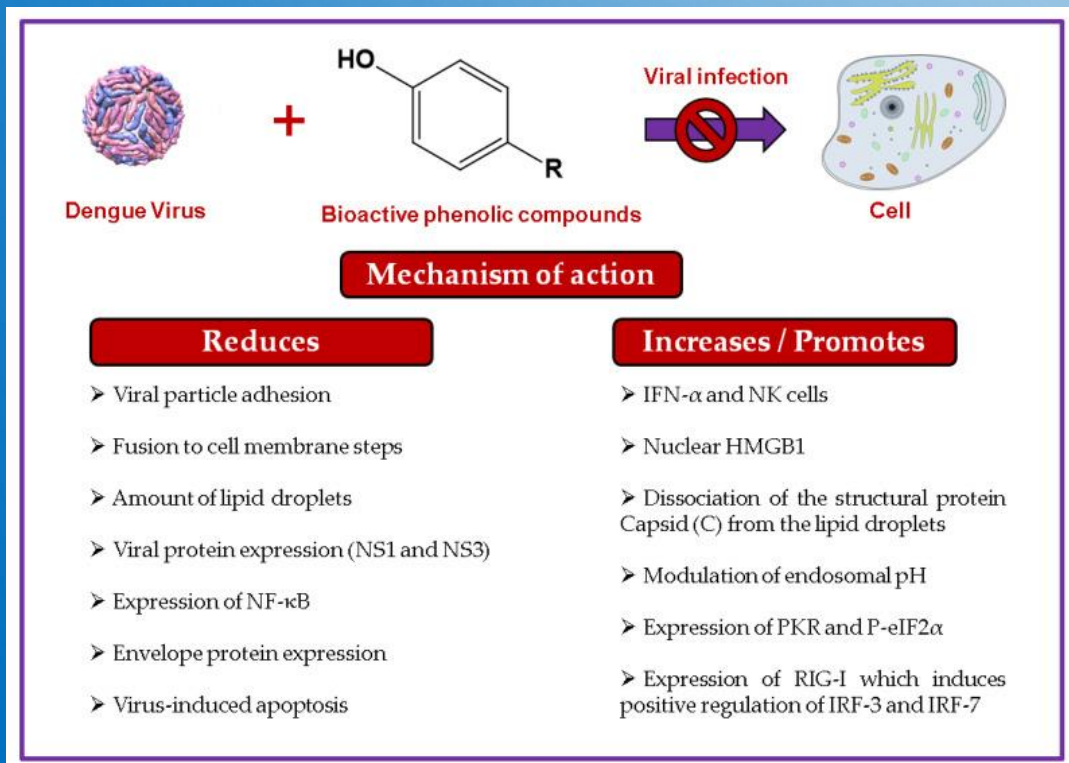 HO
R
Viral infection
Dengue Virus
+
Bioactive phenolic compounds
Cell
Mechanism of action
Reduces
➤ Viral particle adhesion
➤ Fusion to cell membrane steps
➤ Amount of lipid droplets
➤ Viral protein expression (NS1 and NS3)
➤ Expression of NF-κB
➤ Envelope protein expression
➤ Virus-induced apoptosis
Increases / Promotes
➤ IFN-α and NK cells
➤ Nuclear HMGB1
➤ Dissociation of the structural protein
Capsid (C) from the lipid droplets
➤ Modulation of endosomal pH
➤ Expression of PKR and P-eIF2α
➤ Expression of RIG-I which induces
positive regulation of IRF-3 and IRF-7